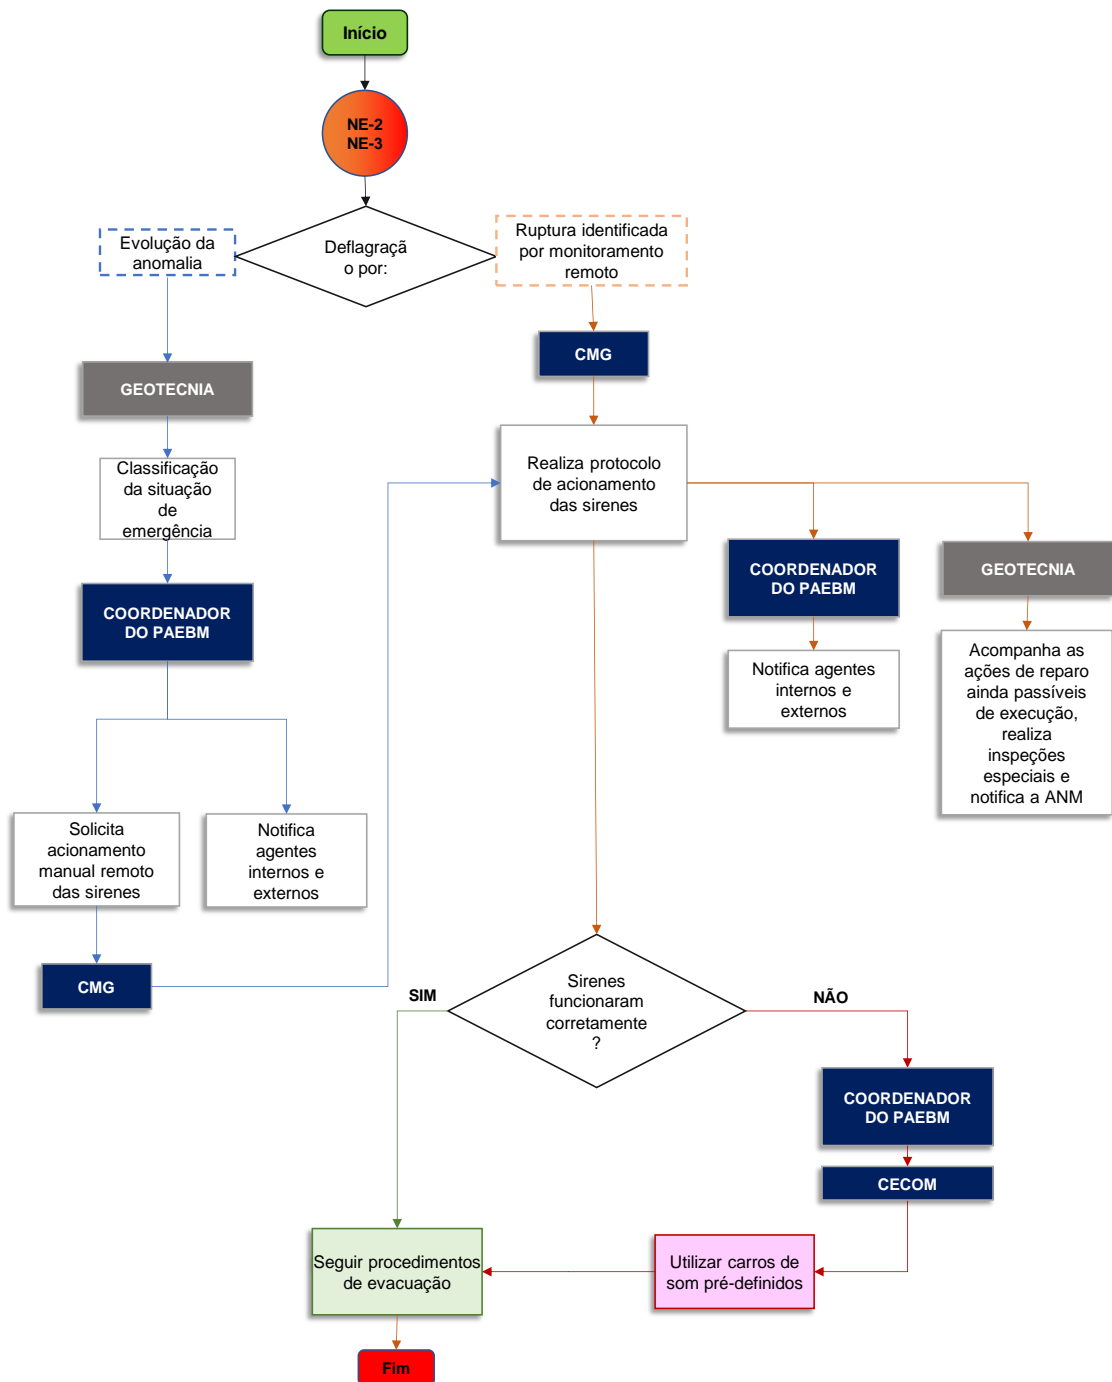 Início
NE-2
NE-3
Deflagraçã
o por:
Evolução da
anomalia
Ruptura identificada
por monitoramento
remoto
CMG
GEOTECNIA
Classificação
da situação
de
emergência
Realiza protocolo
de acionamento
das sirenes
COORDENADOR
DO PAEBM
COORDENADOR
DO PAEBM
GEOTECNIA
Notifica agentes
internos e
externos
Acompanha as
ações de reparo
ainda passíveis
de execução,
realiza
inspeções
especiais e
notifica a ANM
Solicita
acionamento
manual remoto
das sirenes
Notifica
agentes
internos e
externos
CMG
SIM
Sirenes
funcionaram
corretamente
?
NÃO
COORDENADOR
DO PAEBM
CECOM
Seguir procedimentos
de evacuação
Utilizar carros de
som pré-definidos
Fim